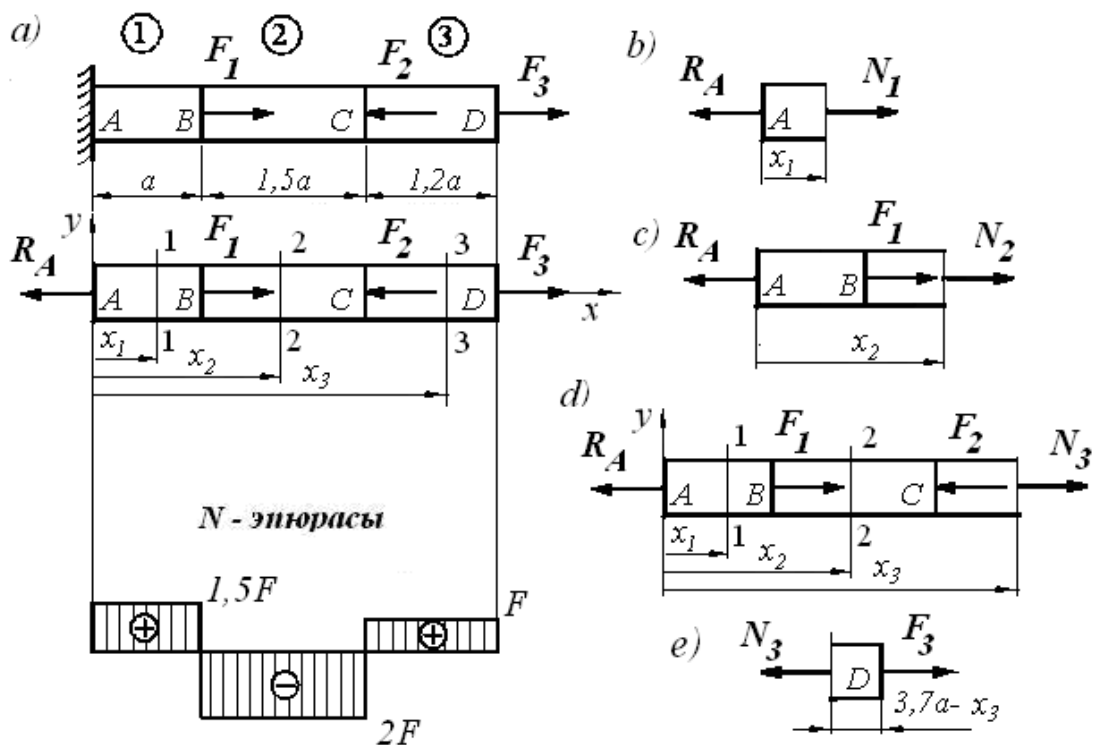 a) ① ② ③
F1 F2 F3
A B C D
a 1,5a 1,2a
y 1 F1 2 F2 3 F3
RA
A B C D
x
x1 1 x2 2 x3 3
N - эпюрасы
1,5F
F
2F
b)
RA N1
A
x1
c)
RA F1 N2
A B
x2
d)
y 1 F1 2 F2
RA N3
A B C
x1 1 x2 2 x3
e)
N3 F3
D
3,7a- x3